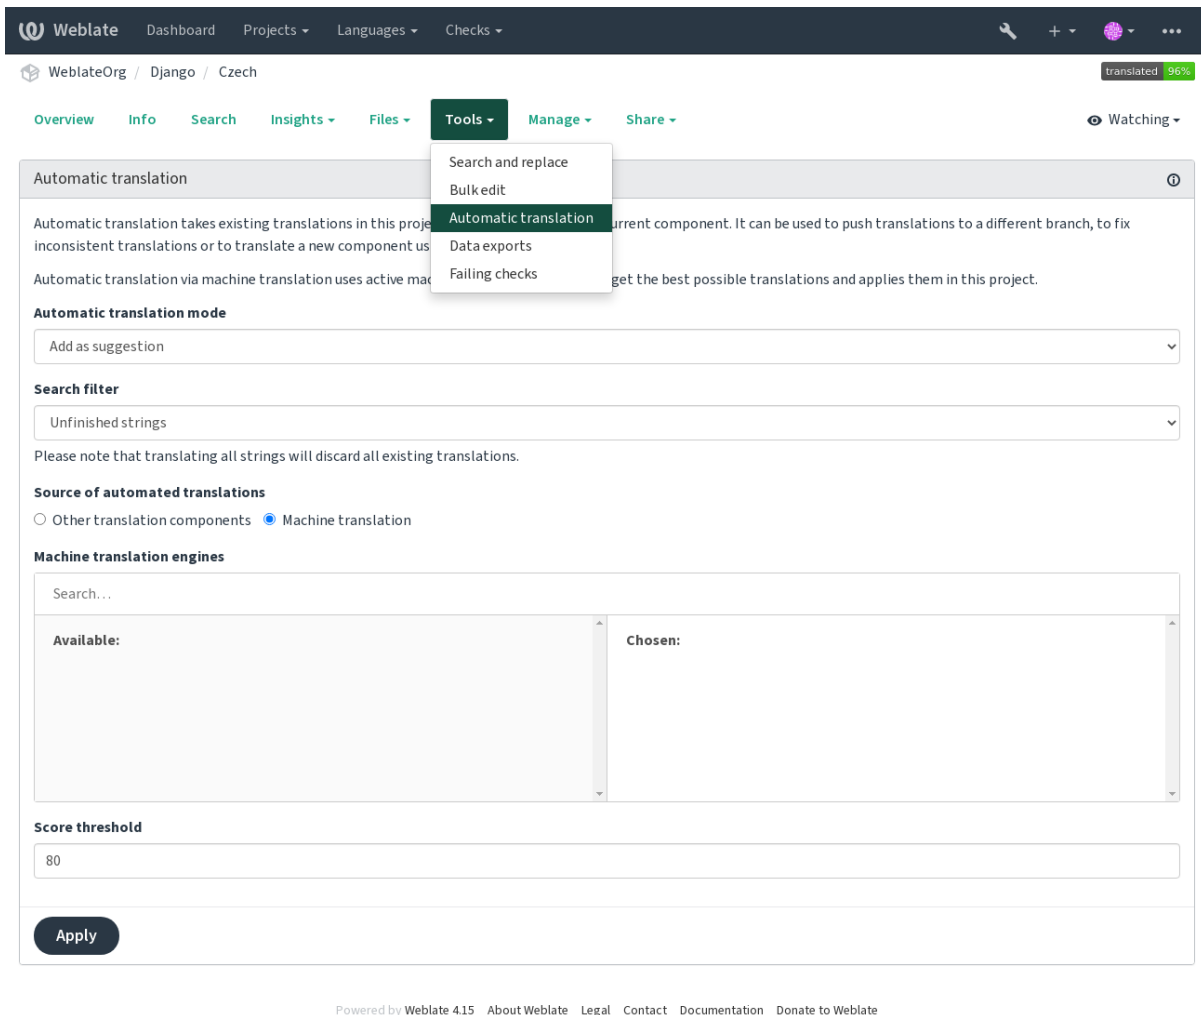 Weblate Dashboard Projects Languages Checks
WeblateOrg / Django / Czech translated 96%
Overview Info Search Insights Files Tools Manage Share Watching
Search and replace
Bulk edit
Automatic translation
Data exports
Failing checks
Automatic translation
Automatic translation takes existing translations in this proje urrent component. It can be used to push translations to a different branch, to fix
inconsistent translations or to translate a new component us
Automatic translation via machine translation uses active mac get the best possible translations and applies them in this project.
Automatic translation mode
Add as suggestion
Search filter
Unfinished strings
Please note that translating all strings will discard all existing translations.
Source of automated translations
Other translation components Machine translation
Machine translation engines
Search…
Available: Chosen:
Score threshold
80
Apply
Powered by Weblate 4.15 About Weblate Legal Contact Documentation Donate to Weblate